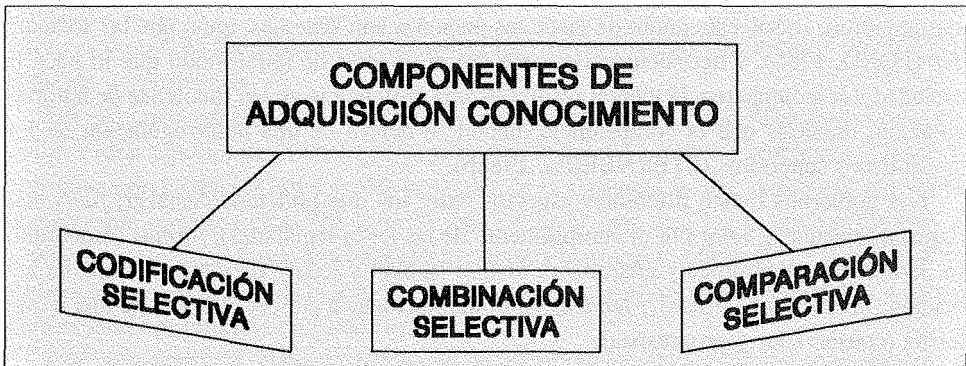 COMPONENTES DE
ADQUISICIÓN CONOCIMIENTO
CODIFICACIÓN
SELECTIVA
COMBINACIÓN
SELECTIVA
COMPARACIÓN
SELECTIVA